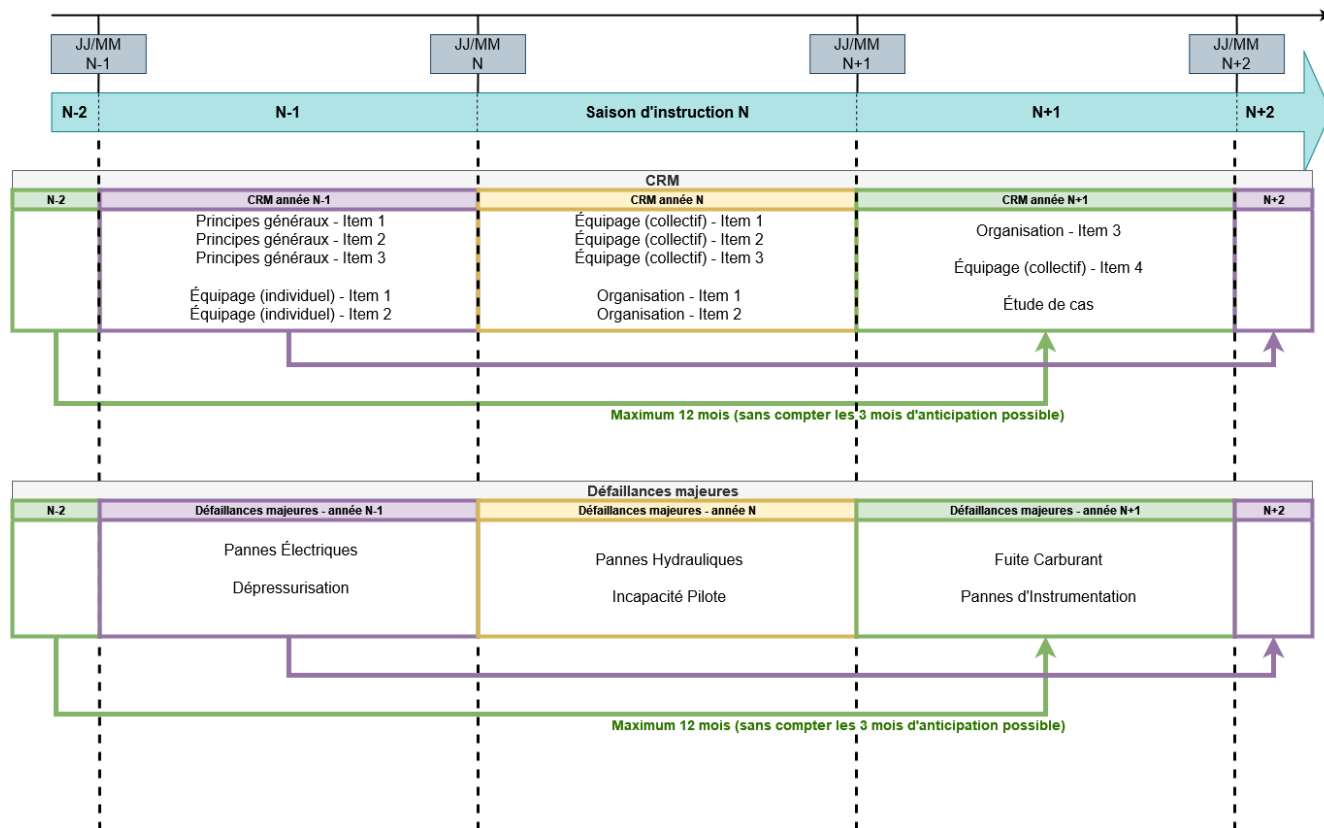 JJ/MM
N-1
JJ/MM
N
JJ/MM
N+1
JJ/MM
N+2
N-2
N-1
Saison d'instruction N
N+1
N+2
CRM
N-2
CRM année N-1
CRM année N
CRM année N+1
N+2
Principes généraux - Item 1
Principes généraux - Item 2
Principes généraux - Item 3
Équipage (individuel) - Item 1
Équipage (individuel) - Item 2
Équipage (collectif) - Item 1
Équipage (collectif) - Item 2
Équipage (collectif) - Item 3
Organisation - Item 1
Organisation - Item 2
Organisation - Item 3
Équipage (collectif) - Item 4
Étude de cas
Maximum 12 mois (sans compter les 3 mois d'anticipation possible)
Défaillances majeures
N-2
Défaillances majeures - année N-1
Défaillances majeures - année N
Défaillances majeures - année N+1
N+2
Pannes Électriques
Dépressurisation
Pannes Hydrauliques
Incapacité Pilote
Fuite Carburant
Pannes d'Instrumentation
Maximum 12 mois (sans compter les 3 mois d'anticipation possible)